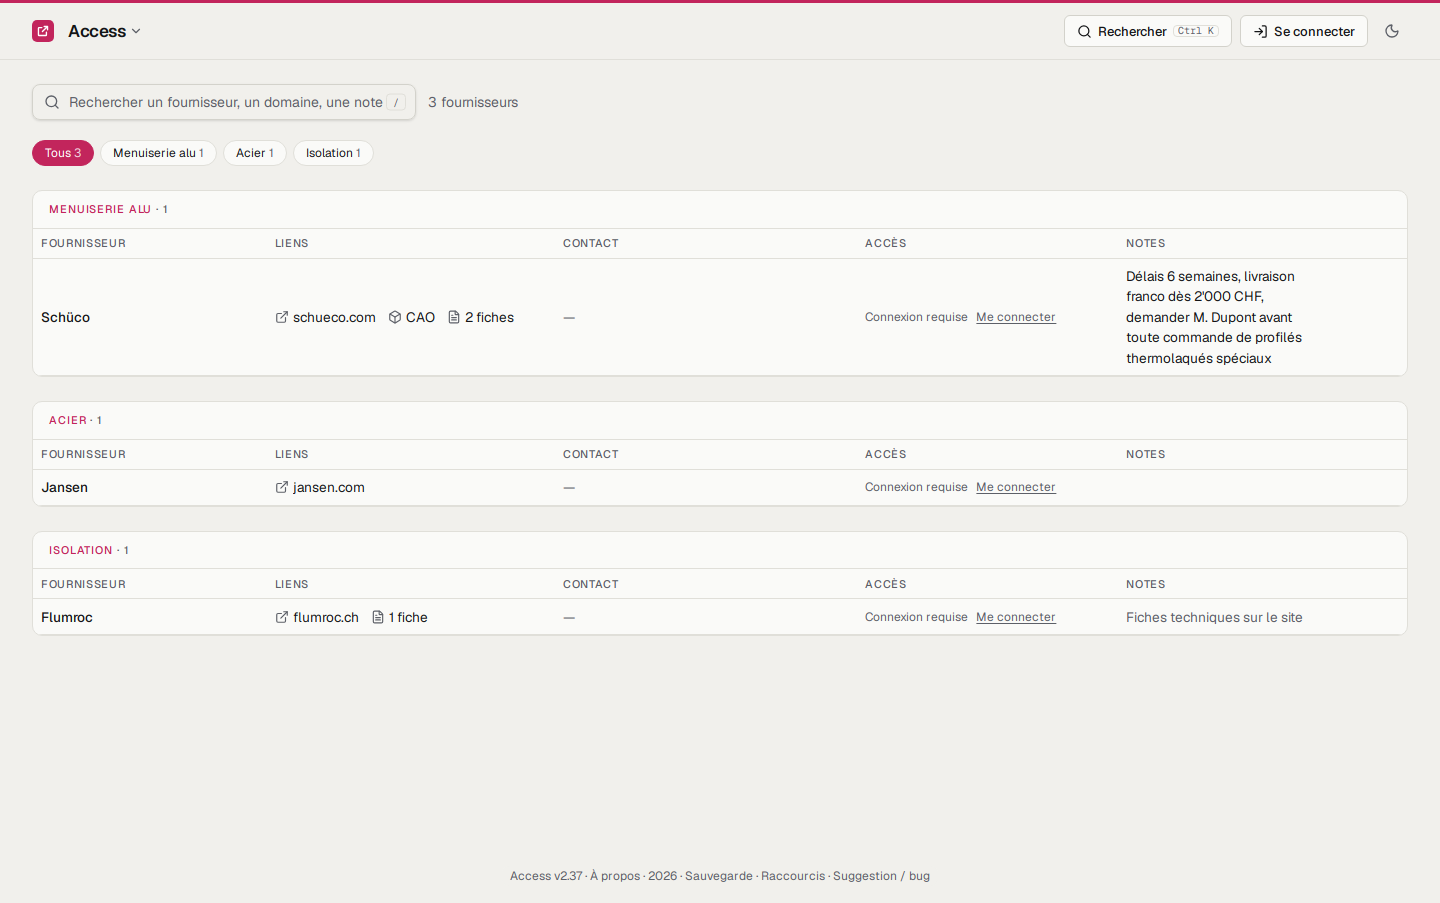 Access
Rechercher Ctrl K
Se connecter
Rechercher un fournisseur, un domaine, une note /
3 fournisseurs
Tous 3
Menuiserie alu 1
Acier 1
Isolation 1
MENUISERIE ALU · 1
FOURNISSEUR LIENS CONTACT ACCÈS NOTES
Schüco schueco.com CAO 2 fiches — Connexion requise Me connecter
Délais 6 semaines, livraison
franco dès 2'000 CHF,
demander M. Dupont avant
toute commande de profilés
thermolaqués spéciaux
ACIER · 1
FOURNISSEUR LIENS CONTACT ACCÈS NOTES
Jansen jansen.com — Connexion requise Me connecter
ISOLATION · 1
FOURNISSEUR LIENS CONTACT ACCÈS NOTES
Flumroc flumroc.ch 1 fiche — Connexion requise Me connecter Fiches techniques sur le site
Access v2.37 · À propos · 2026 · Sauvegarde · Raccourcis · Suggestion / bug